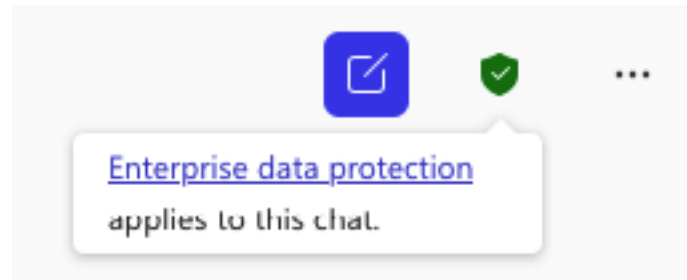 Enterprise data protection
applies to this chat.